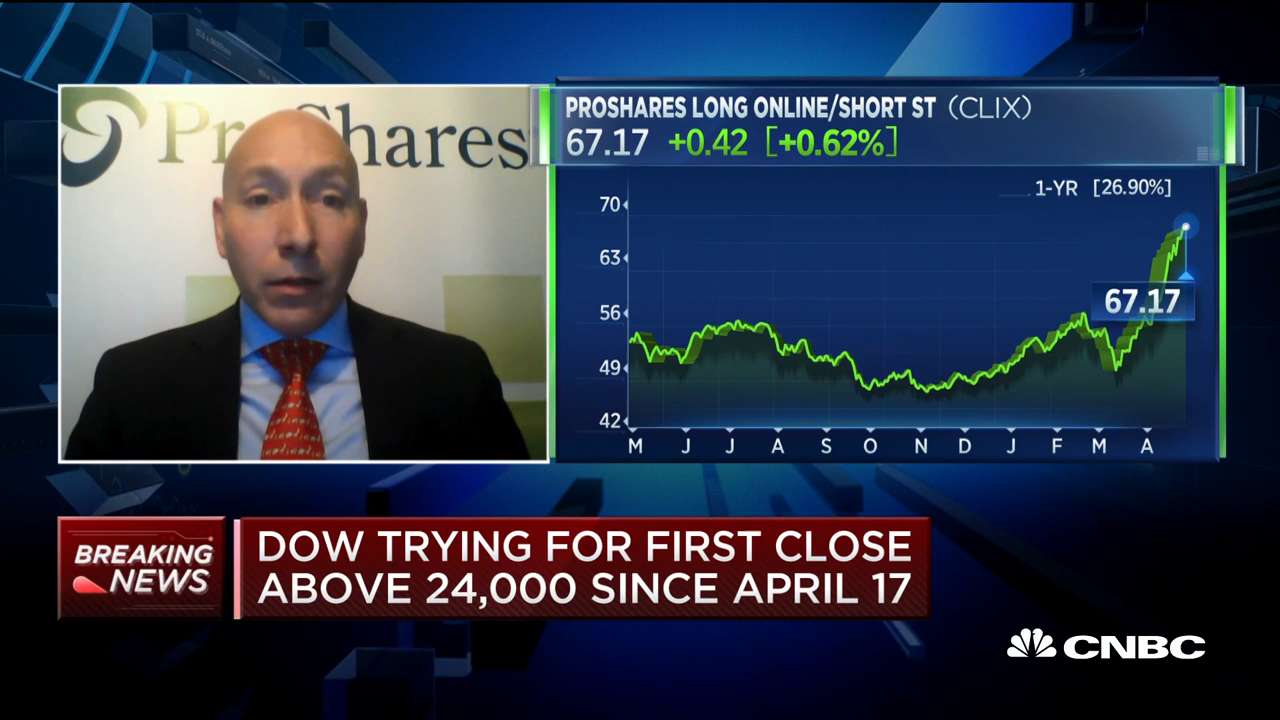 ProShares
PROSHARES LONG ONLINE/SHORT ST (CLIX)
67.17 +0.42 [+0.62%]
1-YR [26.90%]
70
63
56
49
42
67.17
M J J A S O N D J F M A
BREAKING
NEWS
DOW TRYING FOR FIRST CLOSE
ABOVE 24,000 SINCE APRIL 17
CNBC